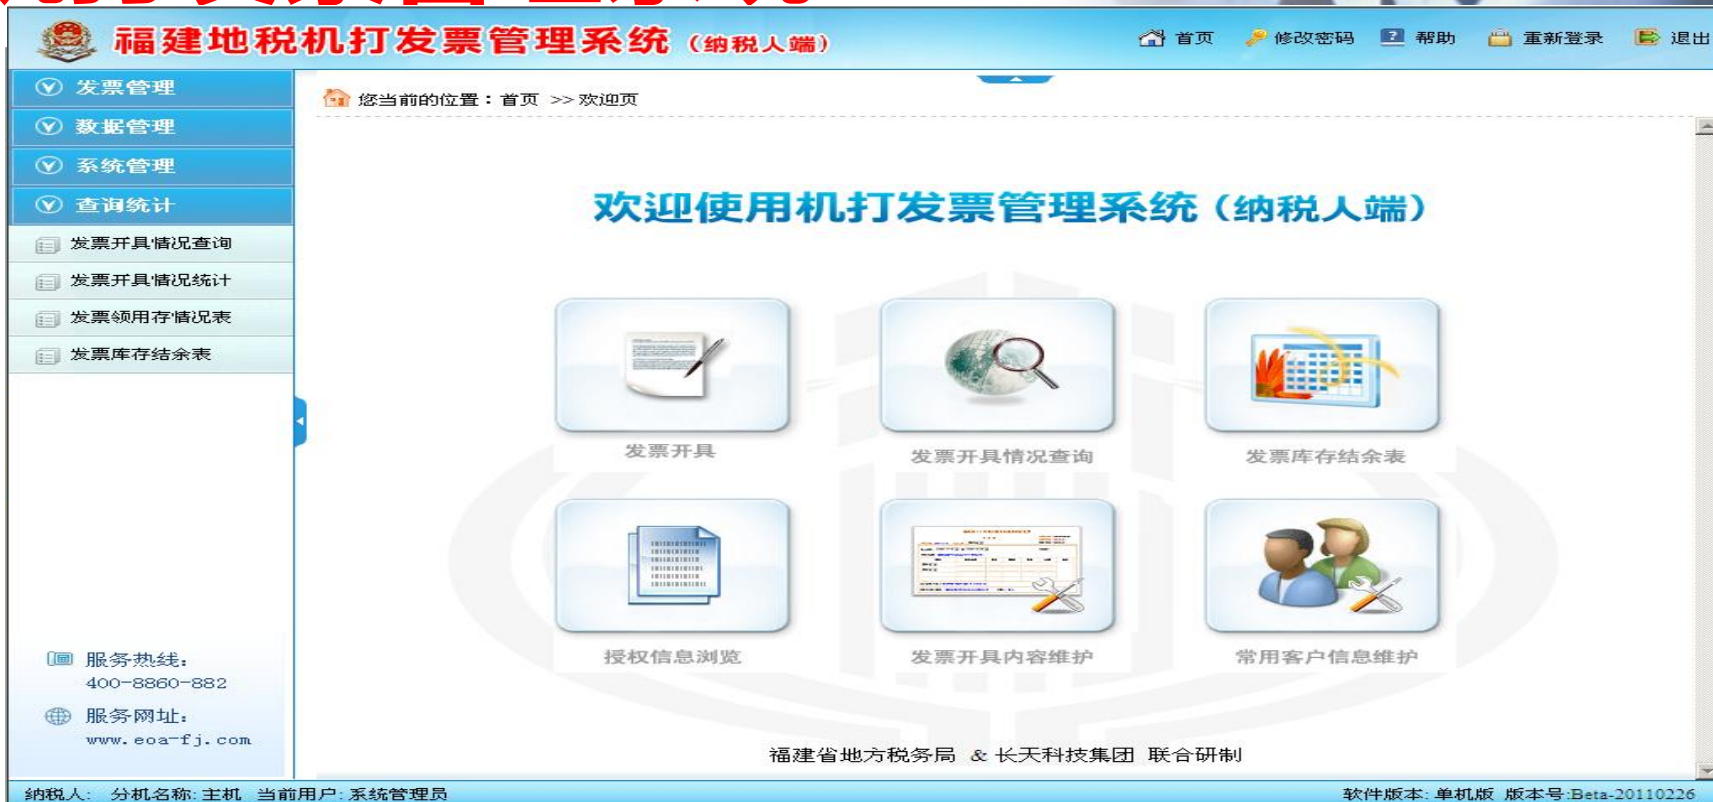 福建地税机打发票管理系统（纳税人端）
首页 修改密码 帮助 重新登录 退出
发票管理
数据管理
系统管理
查询统计
发票开具情况查询
发票开具情况统计
发票领用存情况表
发票库存结余表
您当前的位置：首页 >> 欢迎页
欢迎使用机打发票管理系统（纳税人端）
发票开具 发票开具情况查询 发票库存结余表
授权信息浏览 发票开具内容维护 常用客户信息维护
服务热线：
400-8860-882
服务网址：
www.eoa-fj.com
福建省地方税务局 & 长天科技集团 联合研制
纳税人： 分机名称:主机 当前用户:系统管理员 软件版本:单机版 版本号:Beta-20110226